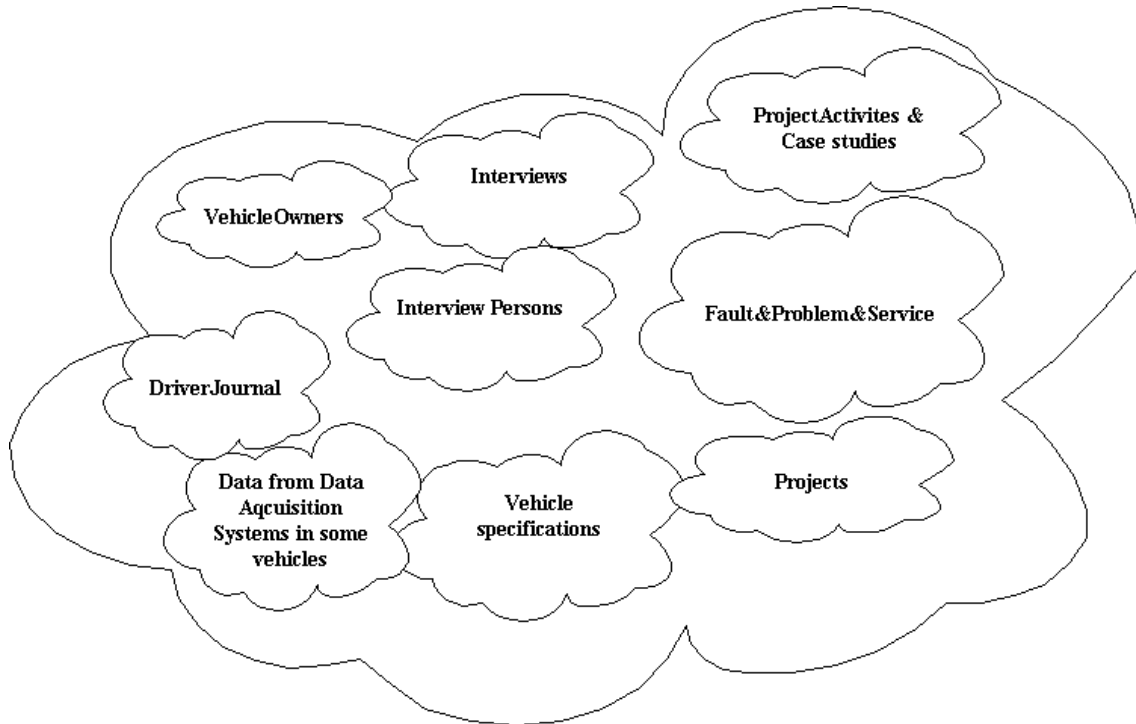 ProjectActivites &
Case studies
Interviews
VehicleOwners
Interview Persons
Fault&Problem&Service
DriverJournal
Data from Data
Aqcuisition
Systems in some
vehicles
Vehicle
specifications
Projects